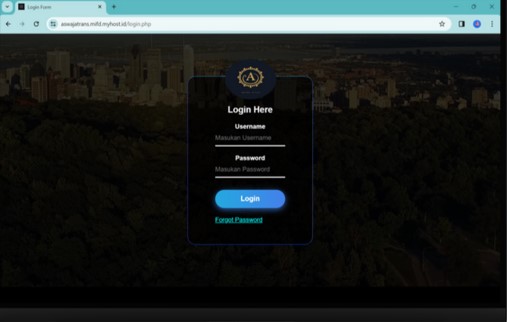 Login Form
aswajatrans.mifd.myhost.id/login.php
A
Login Here
Username
Masukan Username
Password
Masukan Password
Login
Forgot Password